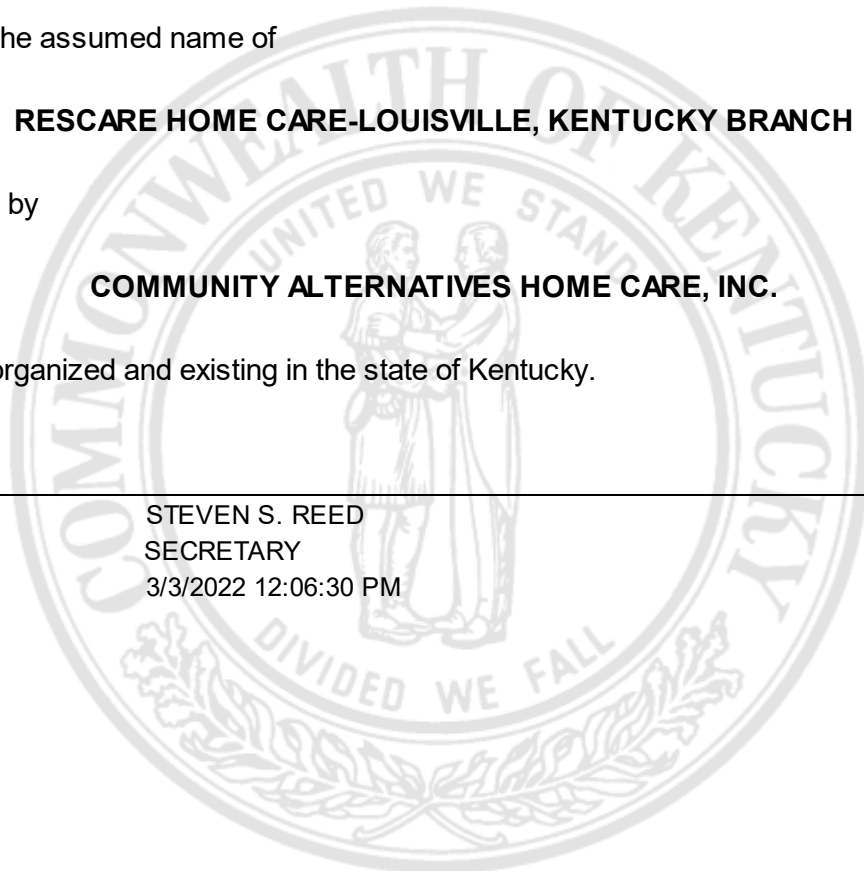 he assumed name of
RESCARE HOME CARE-LOUISVILLE, KENTUCKY BRANCH
by
COMMUNITY ALTERNATIVES HOME CARE, INC.
organized and existing in the state of Kentucky.
STEVEN S. REED
SECRETARY
3/3/2022 12:06:30 PM
COMMONWEALTH OF KENTUCKY
UNITED WE STAND
DIVIDED WE FALL